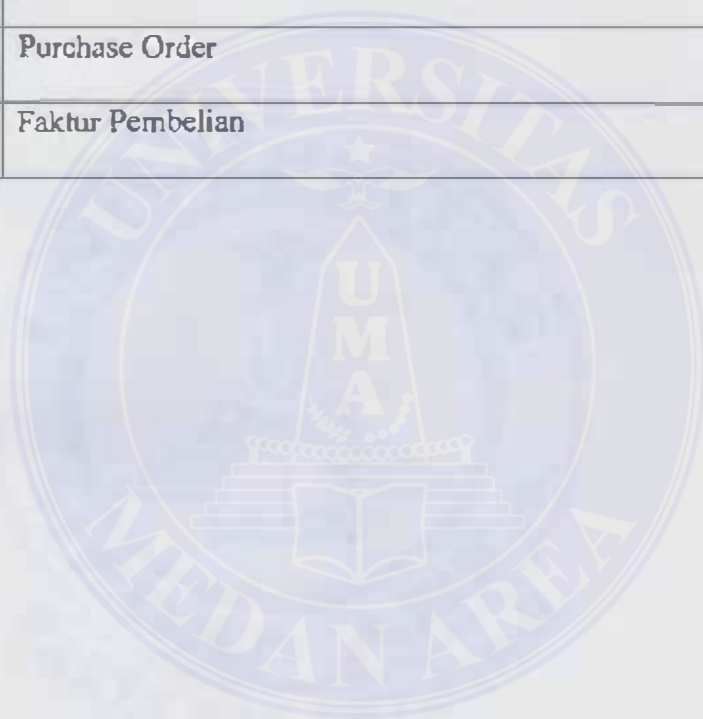 Purchase Order
Faktur Pembelian
UNIVERSITAS
U
M
A
MEDAN AREA